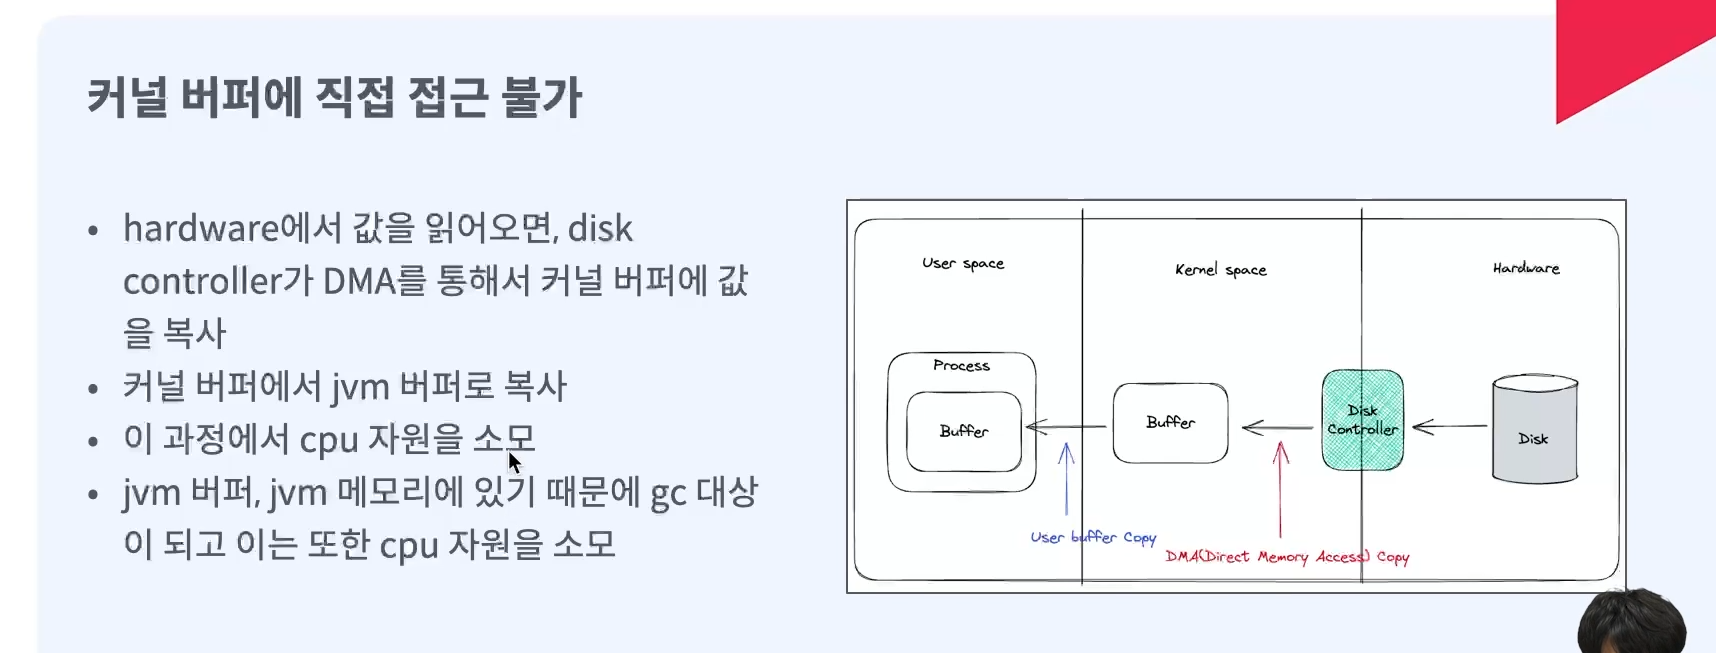 커널 버퍼에 직접 접근 불가
• hardware에서 값을 읽어오면, disk
controller가 DMA를 통해서 커널 버퍼에 값
을 복사
• 커널 버퍼에서 jvm 버퍼로 복사
• 이 과정에서 cpu 자원을 소모
• jvm 버퍼, jvm 메모리에 있기 때문에 gc 대상
이 되고 이는 또한 cpu 자원을 소모
User space
Kernel space
Hardware
Process
Buffer
Buffer
Disk
Controller
Disk
User buffer Copy
DMA(Direct Memory Access) Copy